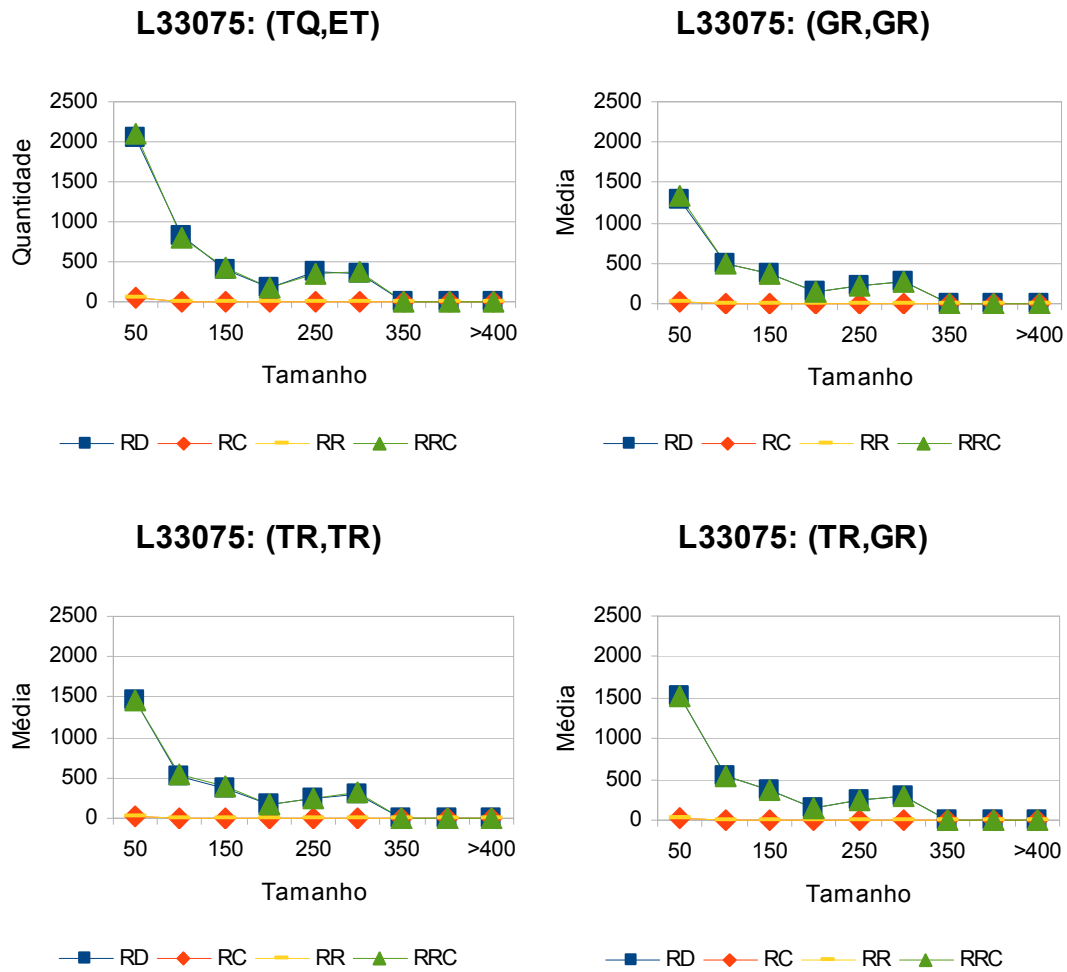 L33075: (TQ,ET)
2500
2000
1500
1000
500
0
Quantidade
50
150
250
350
>400
Tamanho
RD RC RR RRC
L33075: (GR,GR)
2500
2000
1500
1000
500
0
Média
50
150
250
350
>400
Tamanho
RD RC RR RRC
L33075: (TR,TR)
2500
2000
1500
1000
500
0
Média
50
150
250
350
>400
Tamanho
RD RC RR RRC
L33075: (TR,GR)
2500
2000
1500
1000
500
0
Média
50
150
250
350
>400
Tamanho
RD RC RR RRC